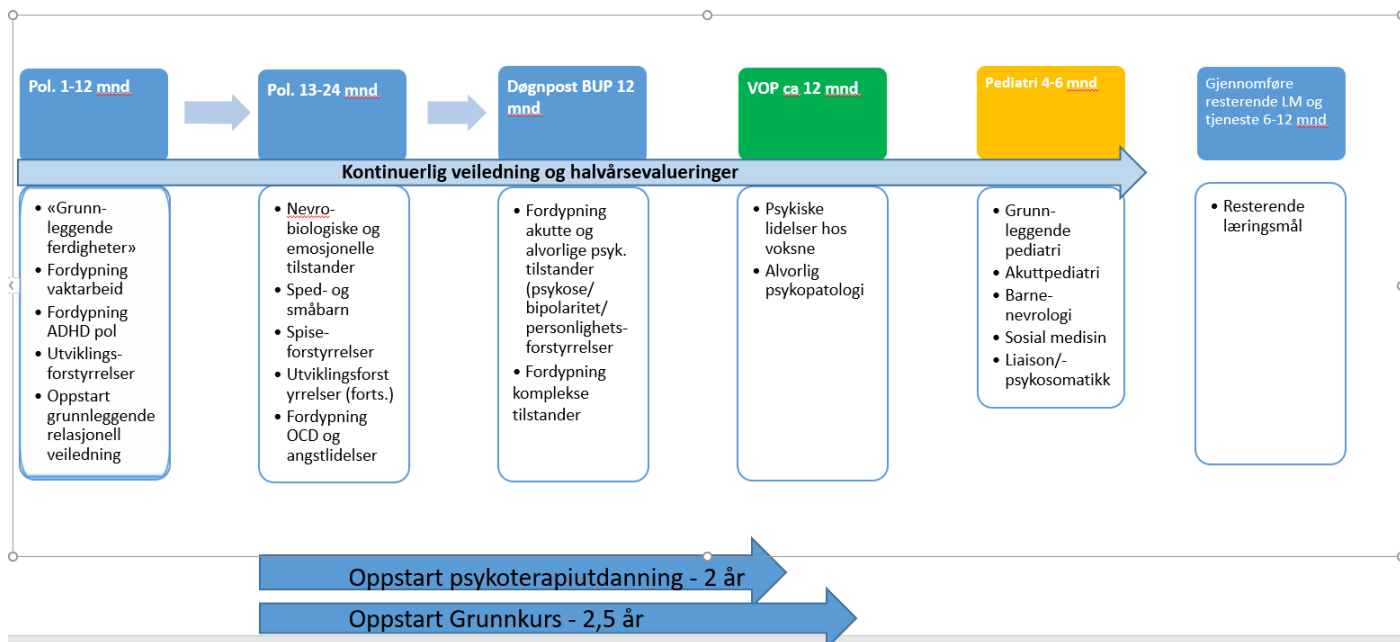 Pol. 1-12 mnd
Pol. 13-24 mnd
Døgnpost BUP 12
mnd
VOP ca 12 mnd
Pediatri 4-6 mnd
Gjennomføre
resterende LM og
tjeneste 6-12 mnd
Kontinuerlig veiledning og halvårsevalueringer
• «Grunn-
leggende
ferdigheter»
• Fordypning
vaktarbeid
• Fordypning
ADHD pol
• Utviklings-
forstyrrelser
• Oppstart
grunnleggende
relasjonell
veiledning
• Nevro-
biologiske og
emosjonelle
tilstander
• Sped- og
småbarn
• Spise-
forstyrrelser
• Utviklingsforst
yrrelser (forts.)
• Fordypning
OCD og
angstlidelser
• Fordypning
akutte og
alvorlige psyk.
tilstander
(psykose/
bipolaritet/
personlighets-
forstyrrelser
• Fordypning
komplekse
tilstander
• Psykiske
lidelser hos
voksne
• Alvorlig
psykopatologi
• Grunn-
leggende
pediatri
• Akuttpediatri
• Barne-
nevrologi
• Sosial medisin
• Liaison/-
psykosomatikk
• Resterende
læringsmål
Oppstart psykoterapiutdanning - 2 år
Oppstart Grunnkurs - 2,5 år